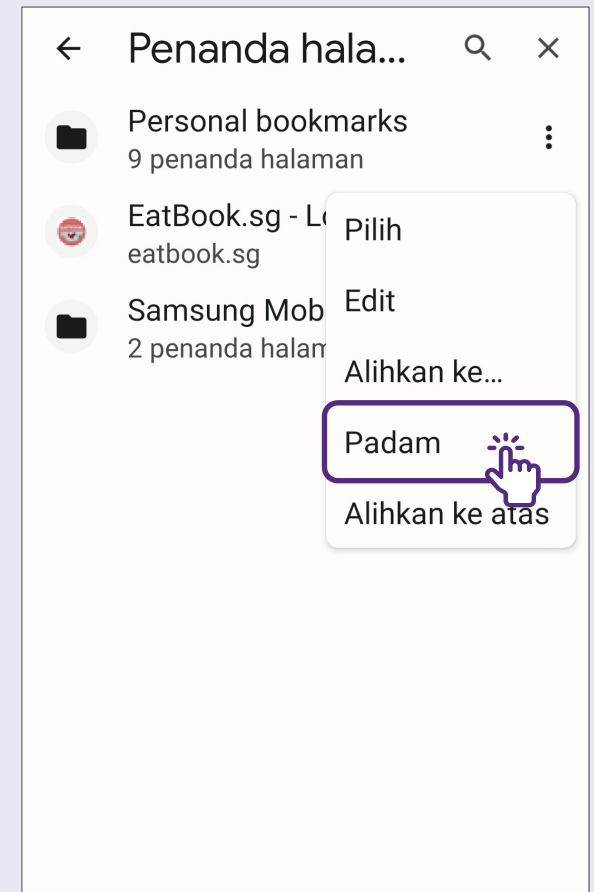 Penanda hala...
Personal bookmarks
9 penanda halaman
EatBook.sg - L
eatbook.sg
Samsung Mob
2 penanda halam
Pilih
Edit
Alihkan ke...
Padam
Alihkan ke atas